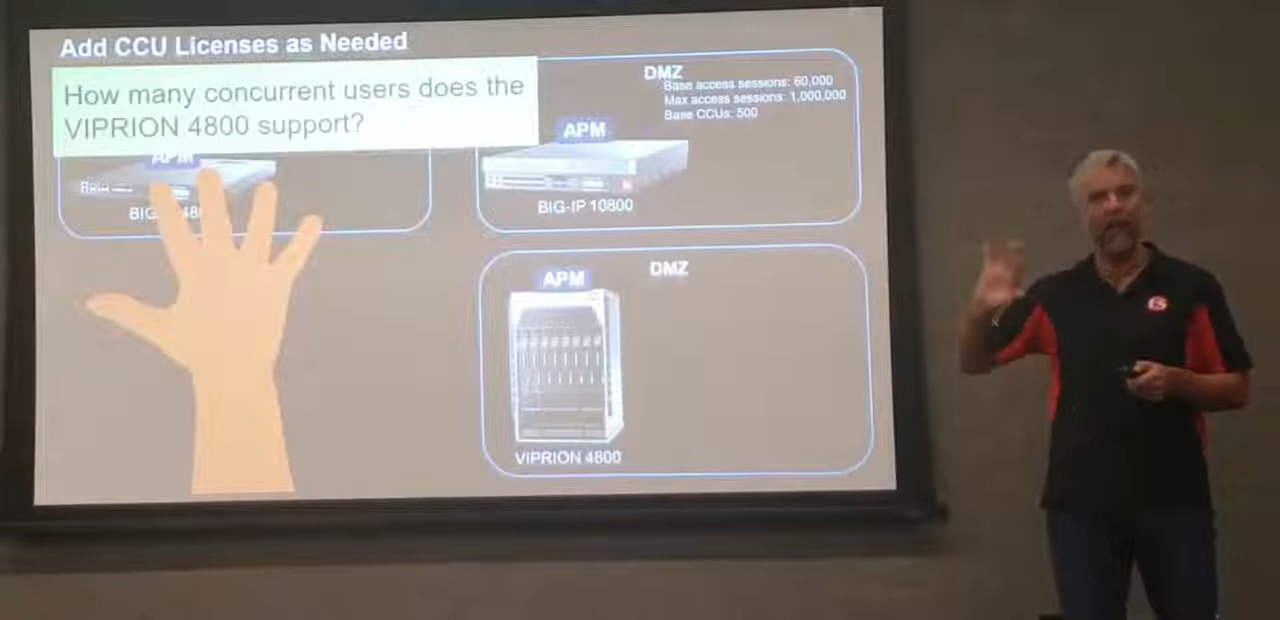 Add CCU Licenses as Needed
How many concurrent users does the
VIPRION 4800 support?
DMZ
Base access sessions: 60,000
Max access sessions: 1,000,000
Base CCUs: 500
APM
APM
BIG-IP 10800
APM
DMZ
VIPRION 4800